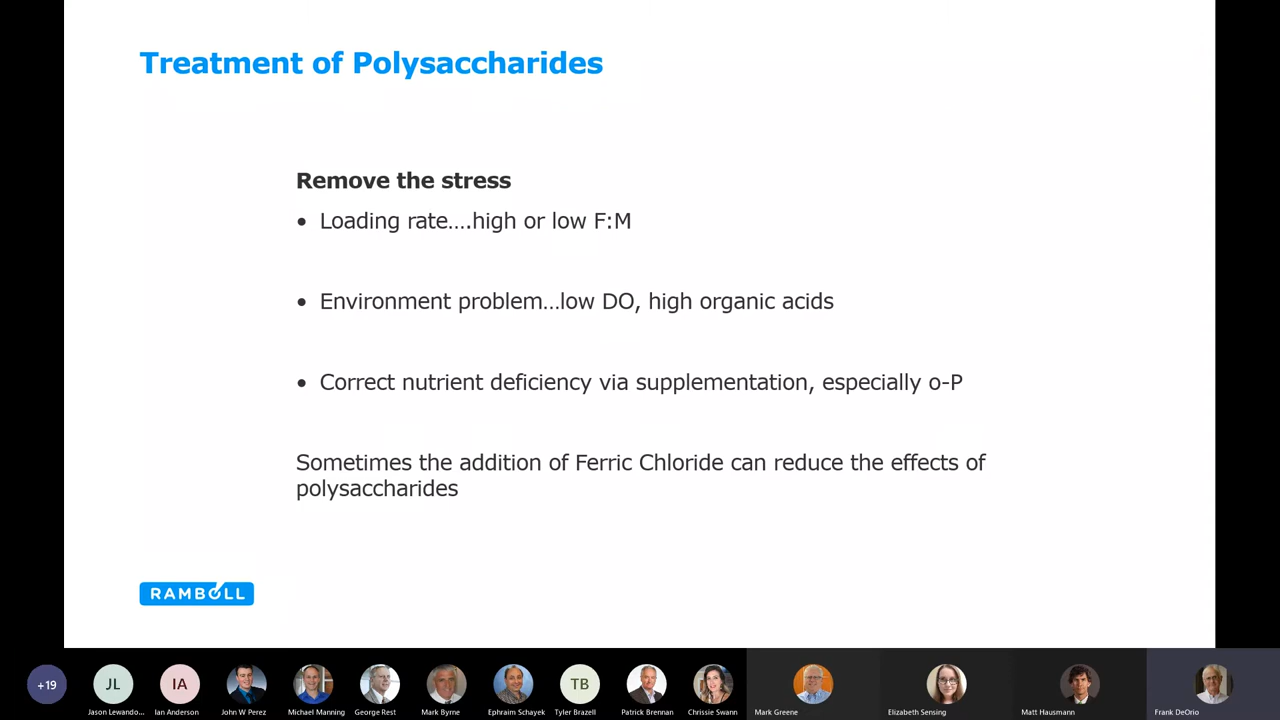 Treatment of Polysaccharides
Remove the stress
• Loading rate….high or low F:M
• Environment problem…low DO, high organic acids
• Correct nutrient deficiency via supplementation, especially o-P
Sometimes the addition of Ferric Chloride can reduce the effects of
polysaccharides
RAMBOLL
+19
JL
IA
TB
Jason Lewando...
Ian Anderson
John W Perez
Michael Manning
George Rest
Mark Byrne
Ephraim Schayek
Tyler Brazell
Patrick Brennan
Chrissie Swann
Mark Greene
Elizabeth Sensing
Matt Hausmann
Frank DeOrio